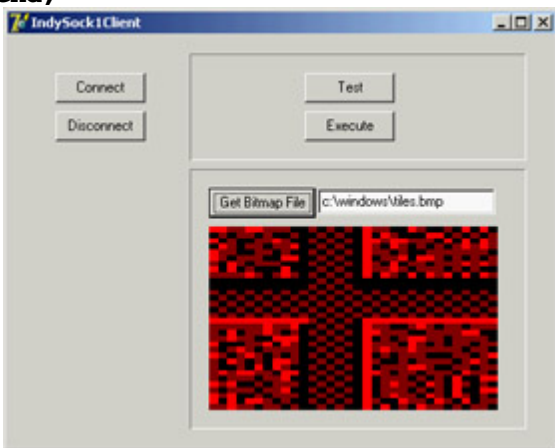 IndySock1Client
Connect
Test
Disconnect
Execute
Get Bitmap File
c:\windows\tiles.bmp